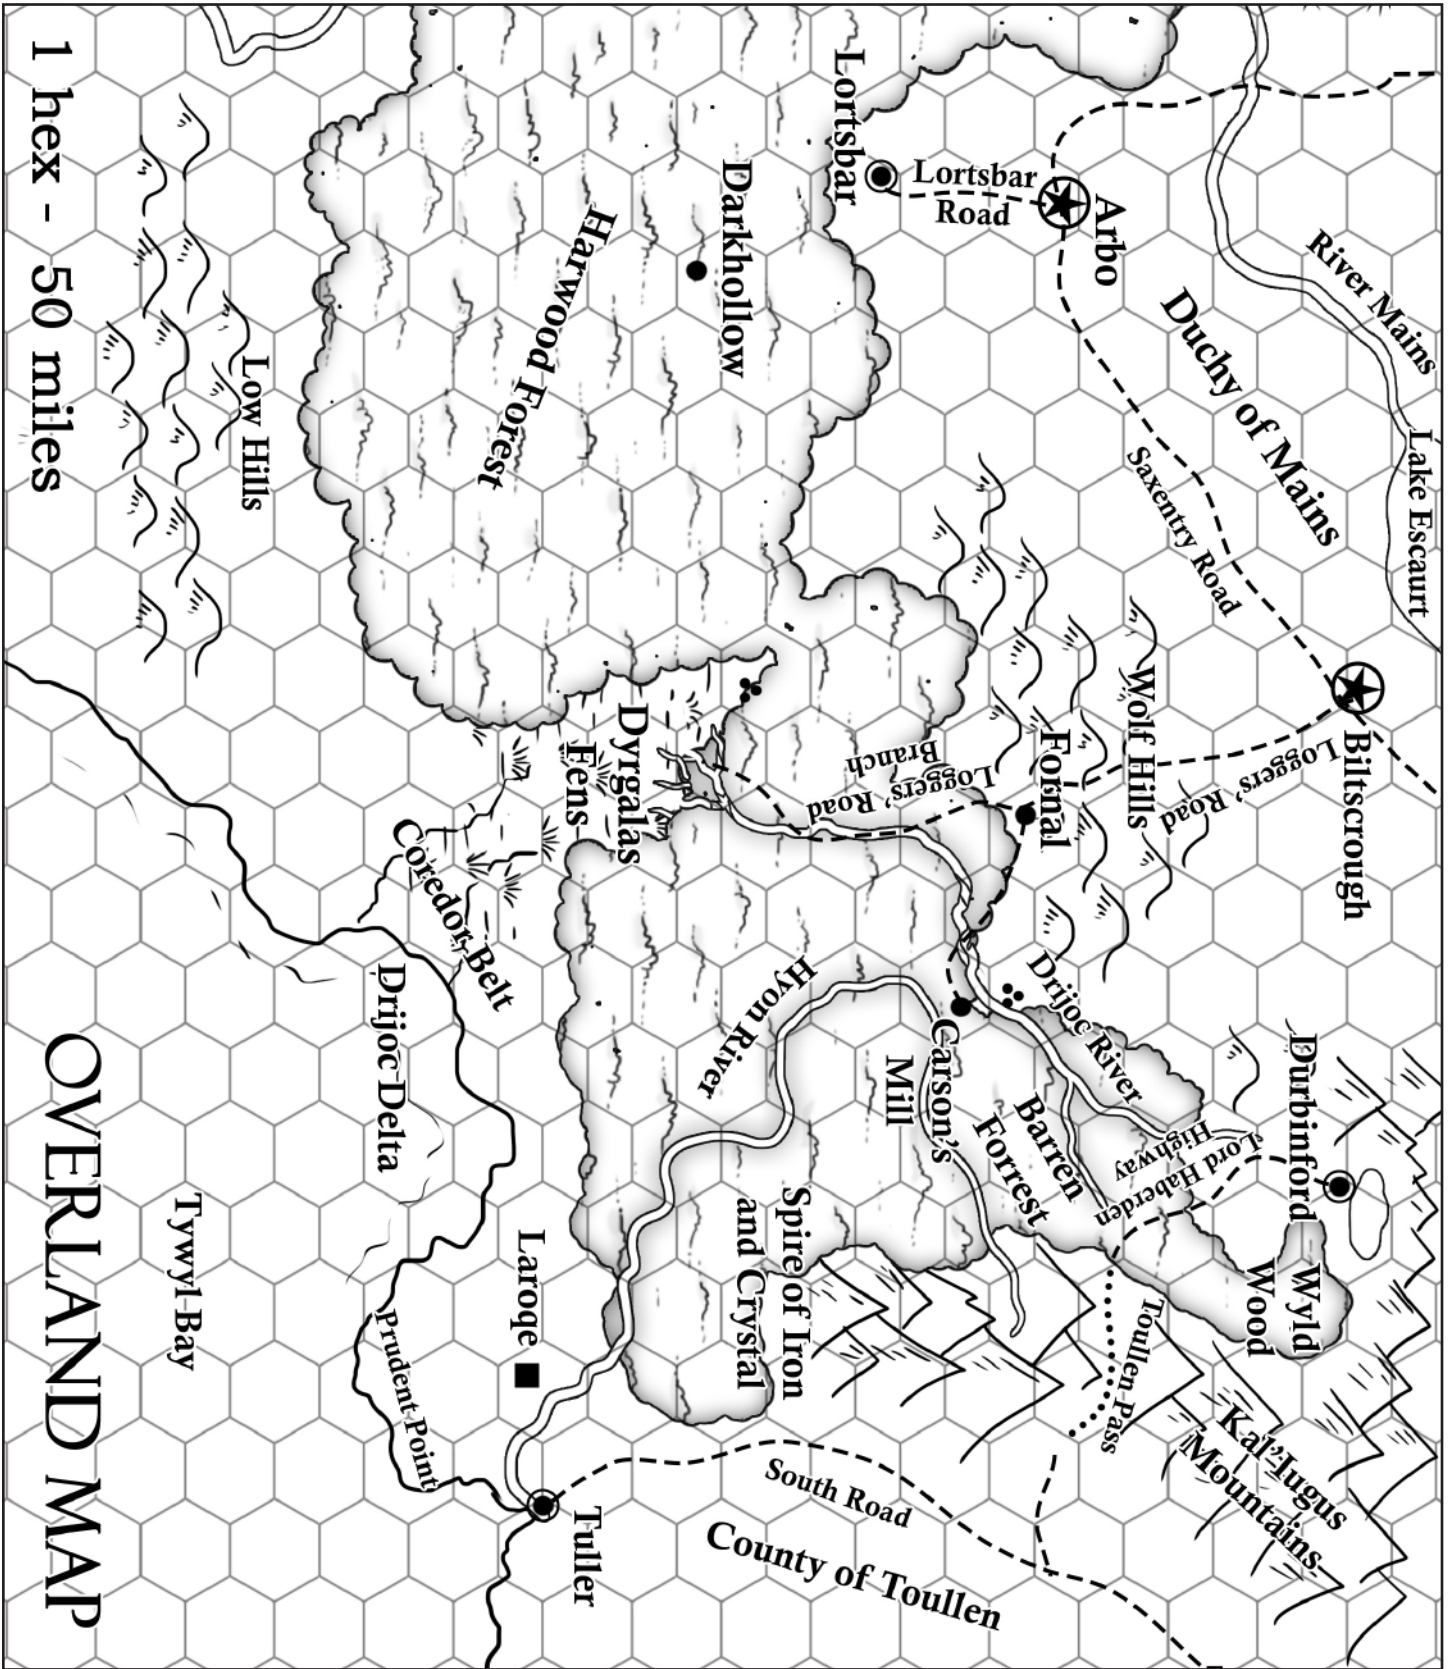 River Mains
Lake Escaurt
Arbo
Lortsbar
Road
Lortsbar
Duchy of Mains
Saxentry Road
Biltscrough
Loggers' Road
Wolf Hills
Fornal
Loggers' Road
Branch
Darkhollow
Harwood Forest
Low Hills
1 hex - 50 miles
Dyrgalas
Fens
Coredor Belt
Drijoc Delta
Hyon River
Drijoc River
Carson's
Mill
Barren
Forrest
Durbinford
Lord Haberden
Highway
Wyld
Wood
Toullen Pass
Kal'Iugus
Mountains
Spire of Iron
and Crystal
Laroqe
Prudent Point
Tywyl Bay
South Road
County of Toullen
Tuller
OVERLAND MAP